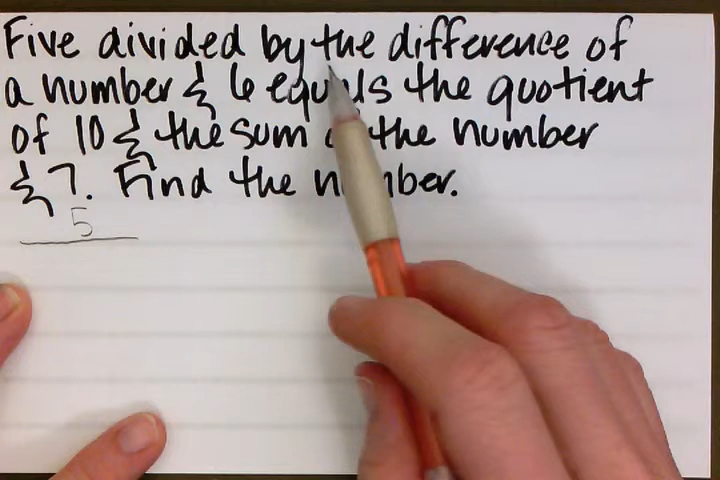 Five divided by the difference of
a number & 6 equals the quotient
of 10 & the sum the number
& 7. Find the number.
5